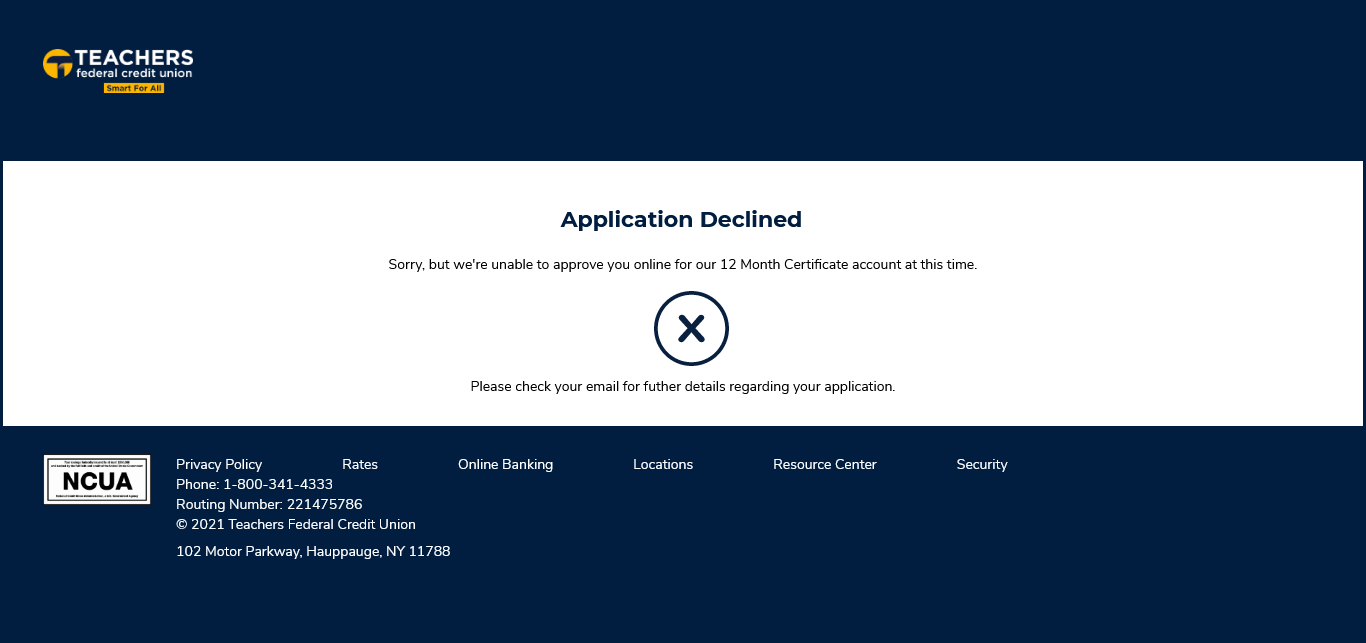 TEACHERS
federal credit union
Smart For All
Application Declined
Sorry, but we're unable to approve you online for our 12 Month Certificate account at this time.
X
Please check your email for futher details regarding your application.
NCUA
Privacy Policy Rates Online Banking Locations Resource Center Security
Phone: 1-800-341-4333
Routing Number: 221475786
© 2021 Teachers Federal Credit Union
102 Motor Parkway, Hauppauge, NY 11788